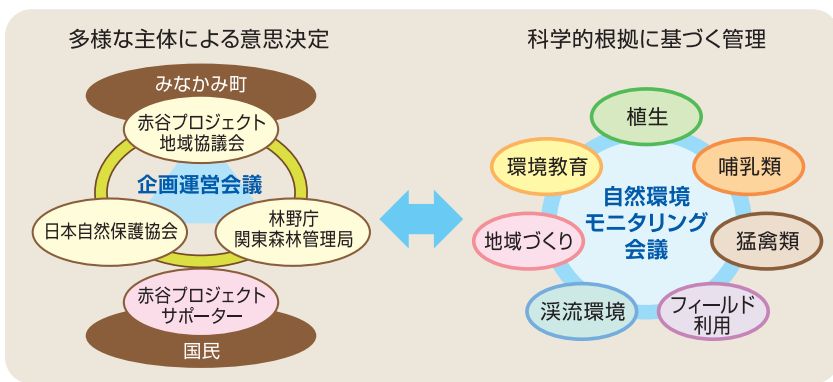 多様な主体による意思決定
みなかみ町
赤谷プロジェクト
地域協議会
企画運営会議
日本自然保護協会
林野庁
関東森林管理局
赤谷プロジェクト
サポーター
国民
科学的根拠に基づく管理
植生
環境教育
哺乳類
自然環境
モニタリング
会議
地域づくり
猛禽類
渓流環境
フィールド
利用